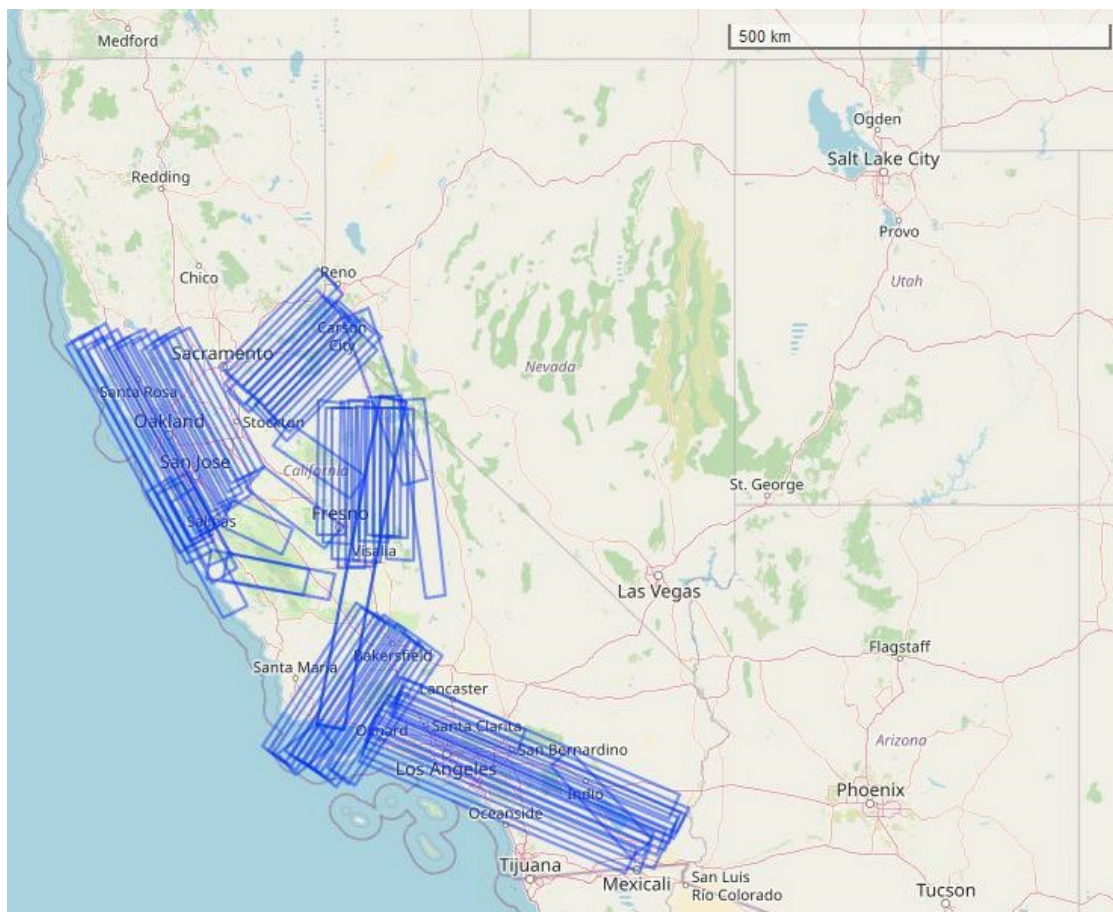 Medford
500 km
Ogden
Salt Lake City
Redding
Provo
Chico
Reno
Utah
Carson
City
Sacramento
Nevada
Santa Rosa
Oakland
Stockton
San Jose
California
St. George
Fresno
Salinas
Visalia
Las Vegas
Flagstaff
Bakersfield
Santa Maria
Lancaster
Santa Clarita
Oxnard
Arizona
San Bernardino
Los Angeles
Phoenix
Indio
Oceanside
Tijuana
San Luis
Río Colorado
Mexicali
Tucson